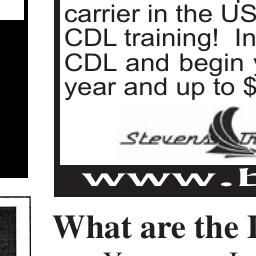 carrier in the US
CDL training! In
CDL and begin
year and up to $
Stevens
www.b
What are the